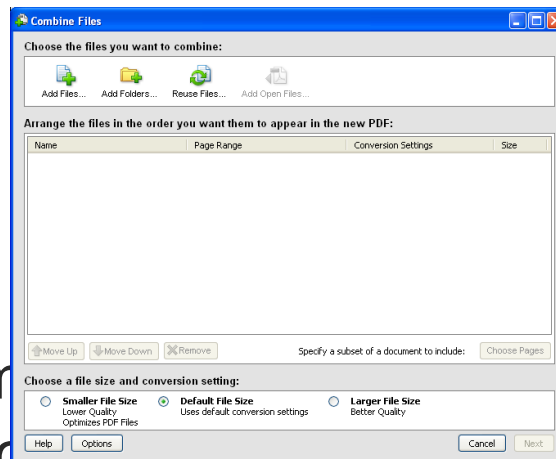 Combine Files
Choose the files you want to combine:
Add Files... Add Folders... Reuse Files... Add Open Files...
Arrange the files in the order you want them to appear in the new PDF:
Name Page Range Conversion Settings Size
Move Up Move Down Remove Specify a subset of a document to include: Choose Pages
Choose a file size and conversion setting:
Smaller File Size Default File Size Larger File Size
Lower Quality Uses default conversion settings Better Quality
Optimizes PDF Files
Help Options Cancel Next